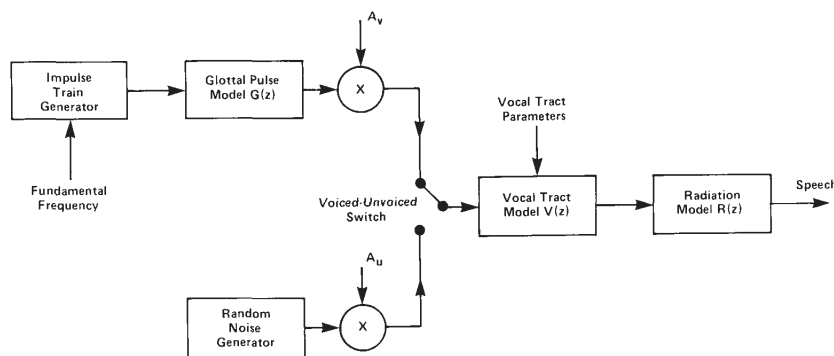 A_v
Impulse
Train
Generator
Glottal Pulse
Model G(z)
X
Vocal Tract
Parameters
Fundamental
Frequency
Voiced-Unvoiced
Switch
Vocal Tract
Model V(z)
Radiation
Model R(z)
Speech
A_u
Random
Noise
Generator
X